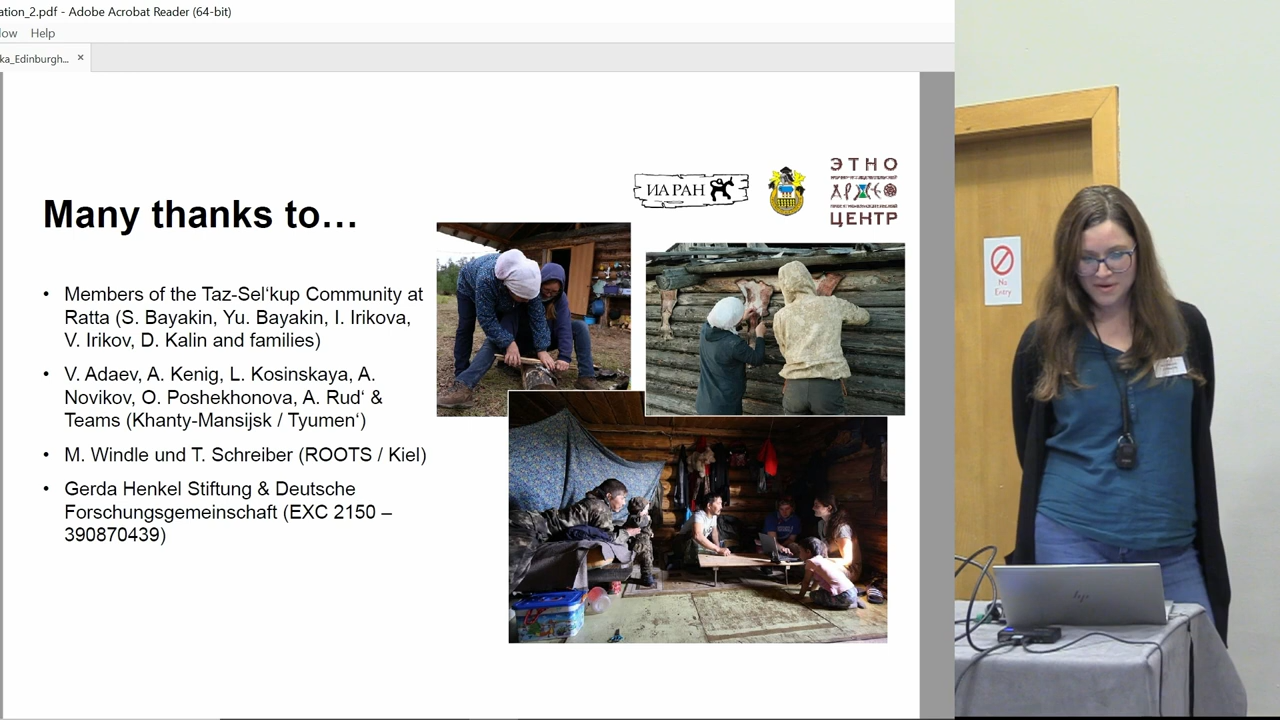 ation_2.pdf - Adobe Acrobat Reader (64-bit)
low Help
ka_Edinburgh... ×
Many thanks to...
• Members of the Taz-Sel‘kup Community at
Ratta (S. Bayakin, Yu. Bayakin, I. Irikova,
V. Irikov, D. Kalin and families)
• V. Adaev, A. Kenig, L. Kosinskaya, A.
Novikov, O. Poshekhonova, A. Rud‘ &
Teams (Khanty-Mansijsk / Tyumen‘)
• M. Windle und T. Schreiber (ROOTS / Kiel)
• Gerda Henkel Stiftung & Deutsche
Forschungsgemeinschaft (EXC 2150 –
390870439)
ИА РАН
ЭТНО
АРХЕО
ЦЕНТР
No
Entry
hp